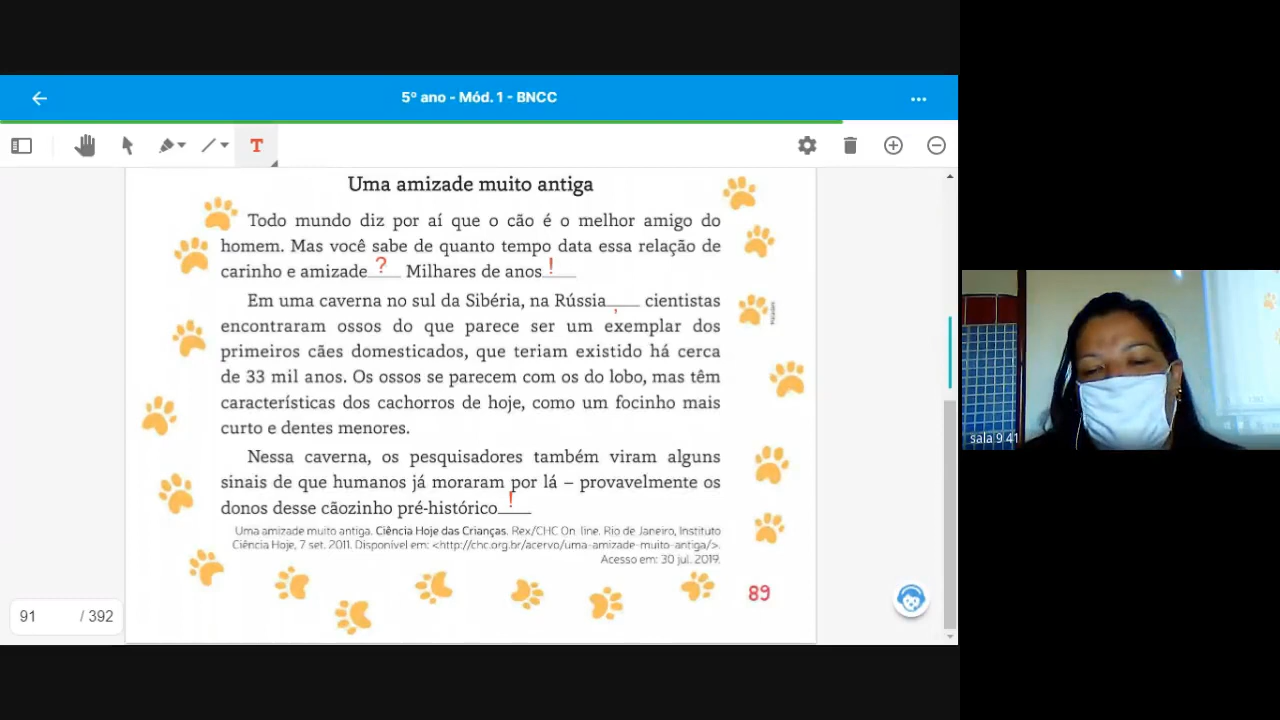 5º ano - Mód. 1 - BNCC
T
Uma amizade muito antiga
Todo mundo diz por aí que o cão é o melhor amigo do
homem. Mas você sabe de quanto tempo data essa relação de
carinho e amizade ? Milhares de anos !
Em uma caverna no sul da Sibéria, na Rússia , cientistas
encontraram ossos do que parece ser um exemplar dos
primeiros cães domesticados, que teriam existido há cerca
de 33 mil anos. Os ossos se parecem com os do lobo, mas têm
características dos cachorros de hoje, como um focinho mais
curto e dentes menores.
Nessa caverna, os pesquisadores também viram alguns
sinais de que humanos já moraram por lá – provavelmente os
donos desse cãozinho pré-histórico !
Uma amizade muito antiga. Ciência Hoje das Crianças. Rex/CHC On. line. Rio de Janeiro, Instituto
Ciência Hoje, 7 set. 2011. Disponível em: <http://chc.org.br/acervo/uma-amizade-muito-antiga/>.
Acesso em: 30 jul. 2019.
89
91 / 392
sala 9 41